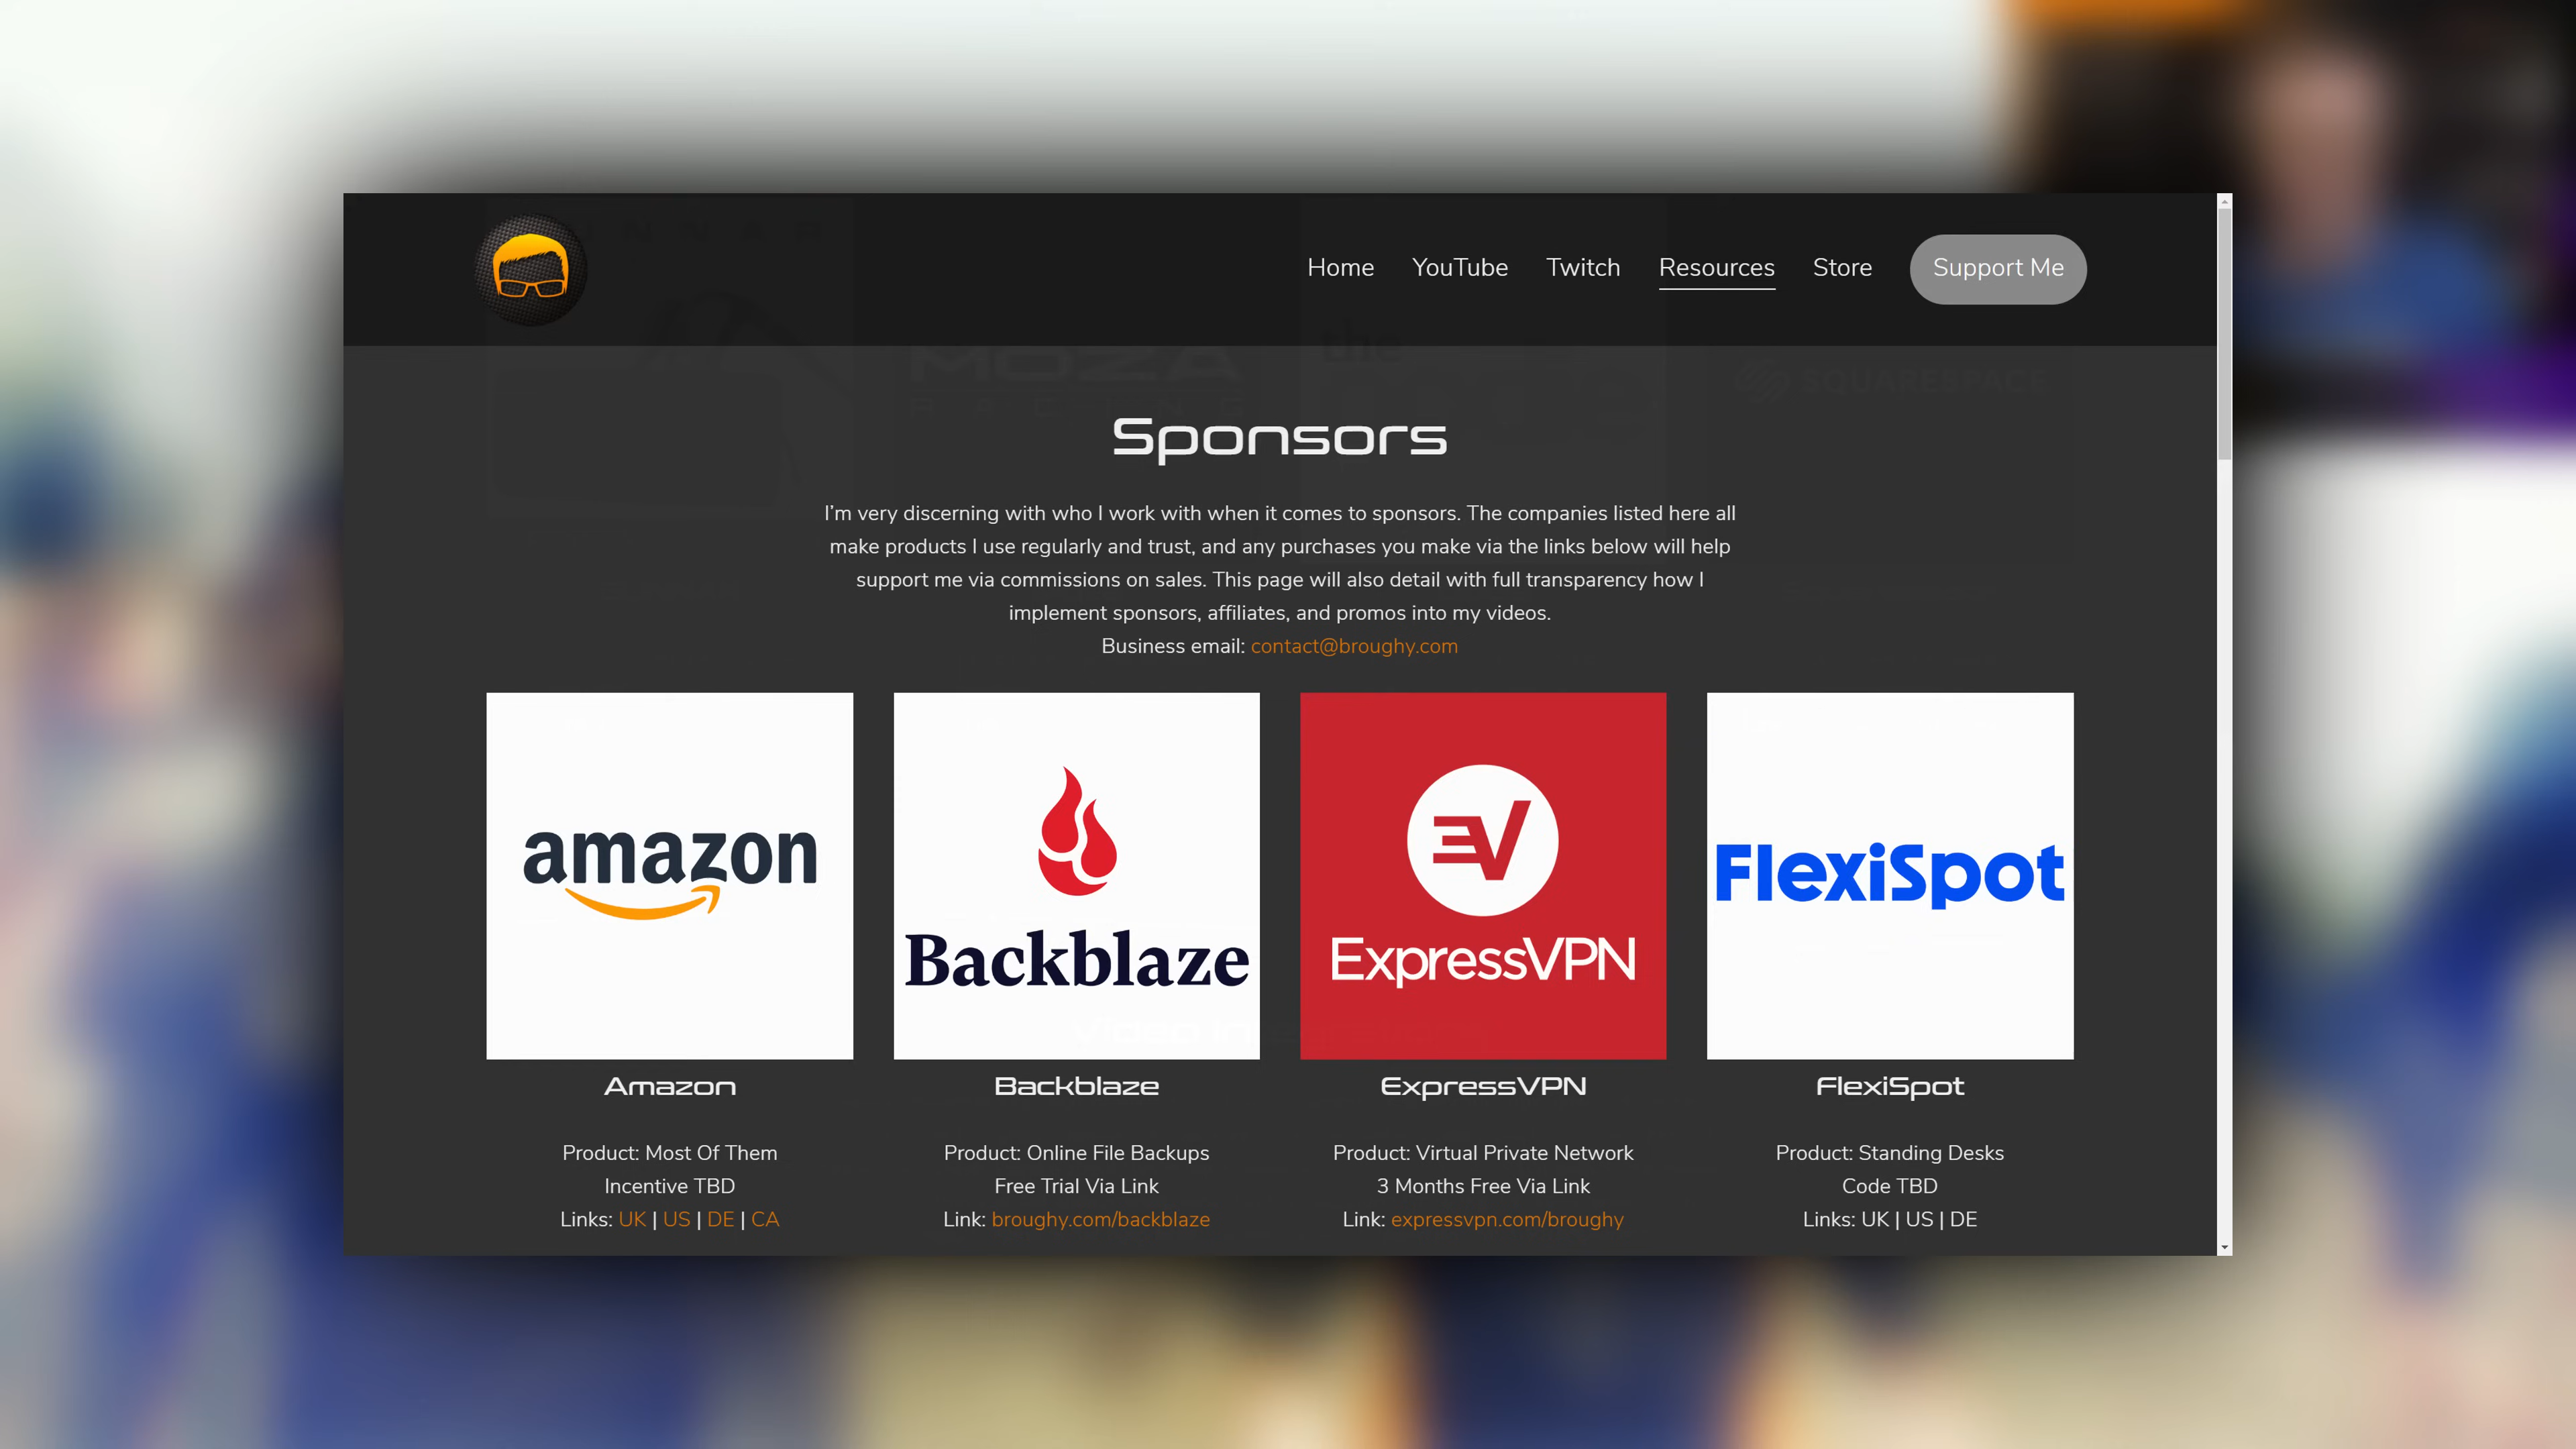 Home YouTube Twitch Resources Store Support Me
MOZA
SQUARESPACE
Sponsors
I'm very discerning with who I work with when it comes to sponsors. The companies listed here all
make products I use regularly and trust, and any purchases you make via the links below will help
support me via commissions on sales. This page will also detail with full transparency how I
implement sponsors, affiliates, and promos into my videos.
Business email: contact@broughy.com
amazon
Backblaze
EV
ExpressVPN
FlexiSpot
Amazon
Backblaze
ExpressVPN
FlexiSpot
Product: Most Of Them
Incentive TBD
Links: UK | US | DE | CA
Product: Online File Backups
Free Trial Via Link
Link: broughy.com/backblaze
Product: Virtual Private Network
3 Months Free Via Link
Link: expressvpn.com/broughy
Product: Standing Desks
Code TBD
Links: UK | US | DE